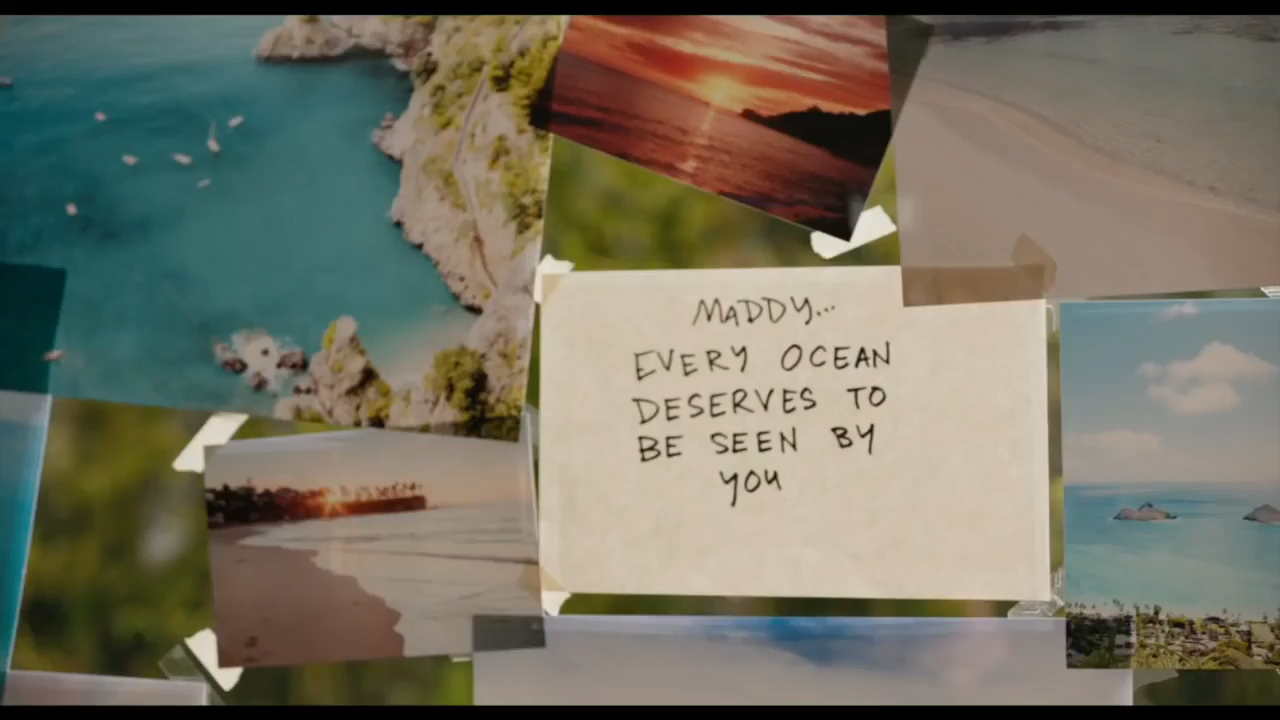 MADDY...
EVERY OCEAN
DESERVES TO
BE SEEN BY
YOU